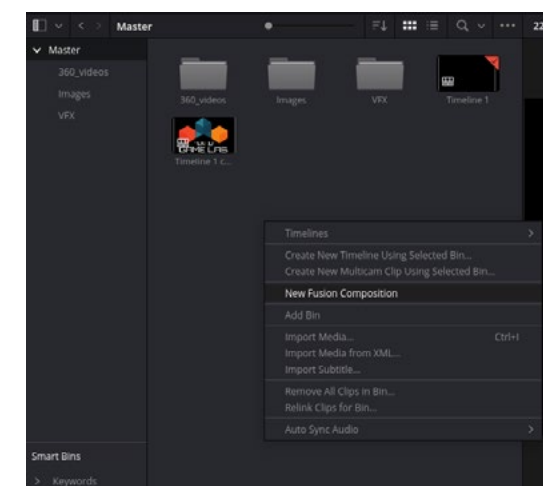 Master
22
Master
360_videos
Images
VFX
360_videos
Images
VFX
Timeline 1
GAME LAB
Timeline 1 c...
Timelines
Create New Timeline Using Selected Bin...
Create New Multicam Clip Using Selected Bin...
New Fusion Composition
Add Bin
Import Media... Ctrl+I
Import Media from XML...
Import Subtitle...
Remove All Clips in Bin...
Relink Clips for Bin...
Auto Sync Audio
Smart Bins
Keywords